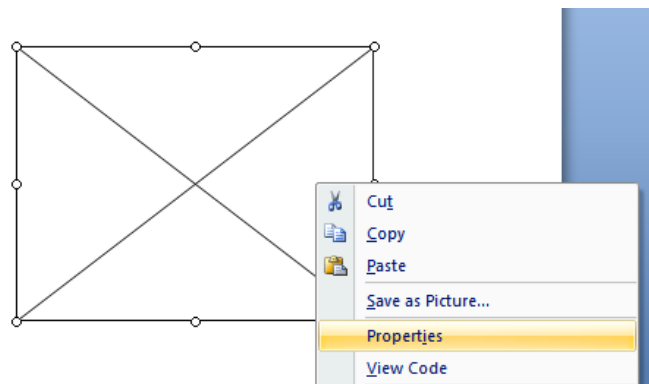 Cut
Copy
Paste
Save as Picture...
Properties
View Code